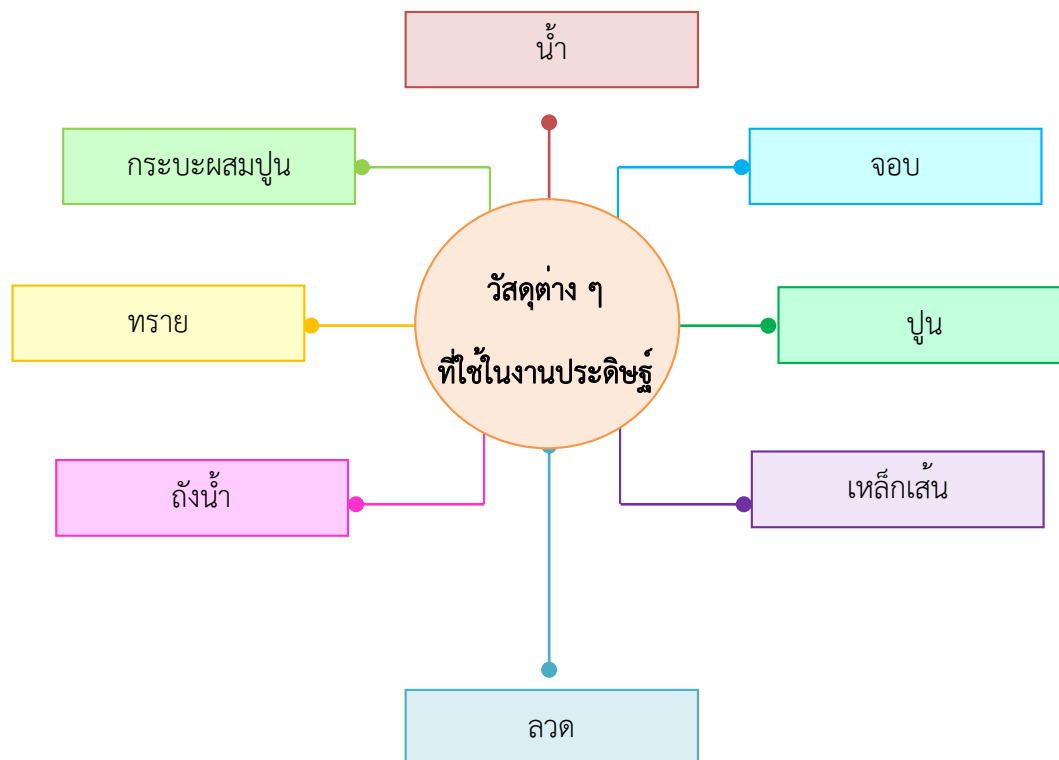 น้ำ
กระบะผสมปูน
จอบ
วัสดุต่าง ๆ
ที่ใช้ในงานประดิษฐ์
ทราย
ปูน
ถังน้ำ
เหล็กเส้น
ลวด